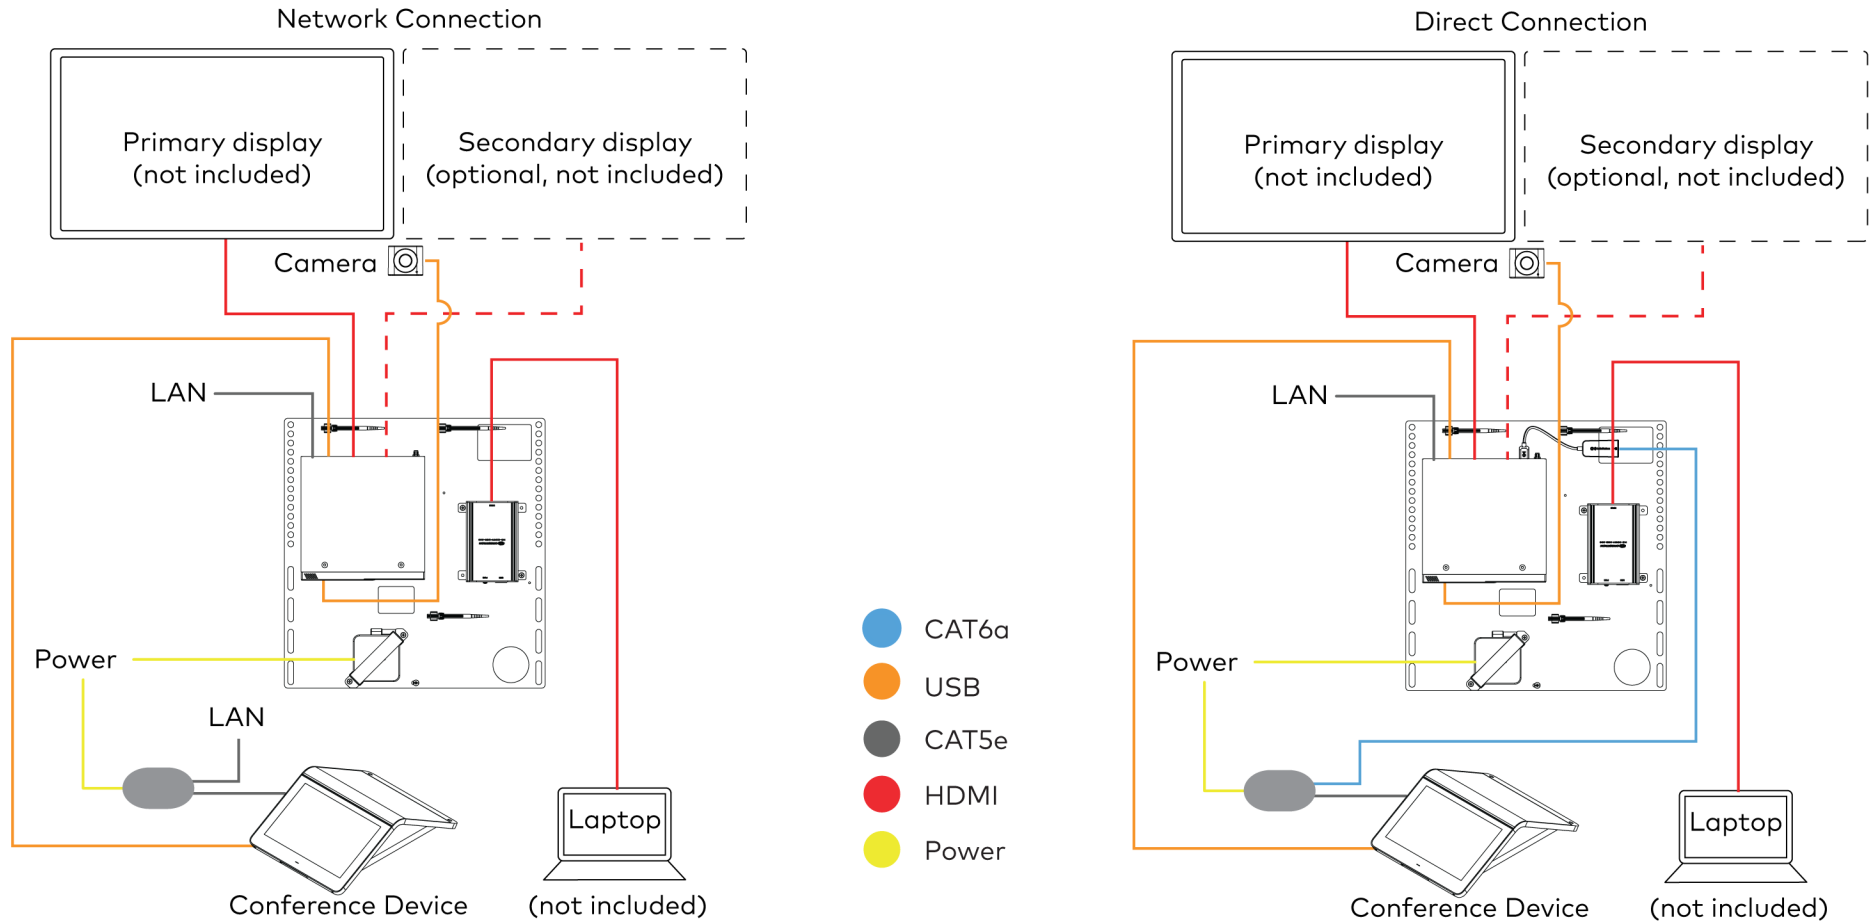 Network Connection
Primary display
(not included)
Secondary display
(optional, not included)
Camera
LAN
Power
LAN
Conference Device
Laptop
(not included)
CAT6a
USB
CAT5e
HDMI
Power
Direct Connection
Primary display
(not included)
Secondary display
(optional, not included)
Camera
LAN
Power
Conference Device
Laptop
(not included)